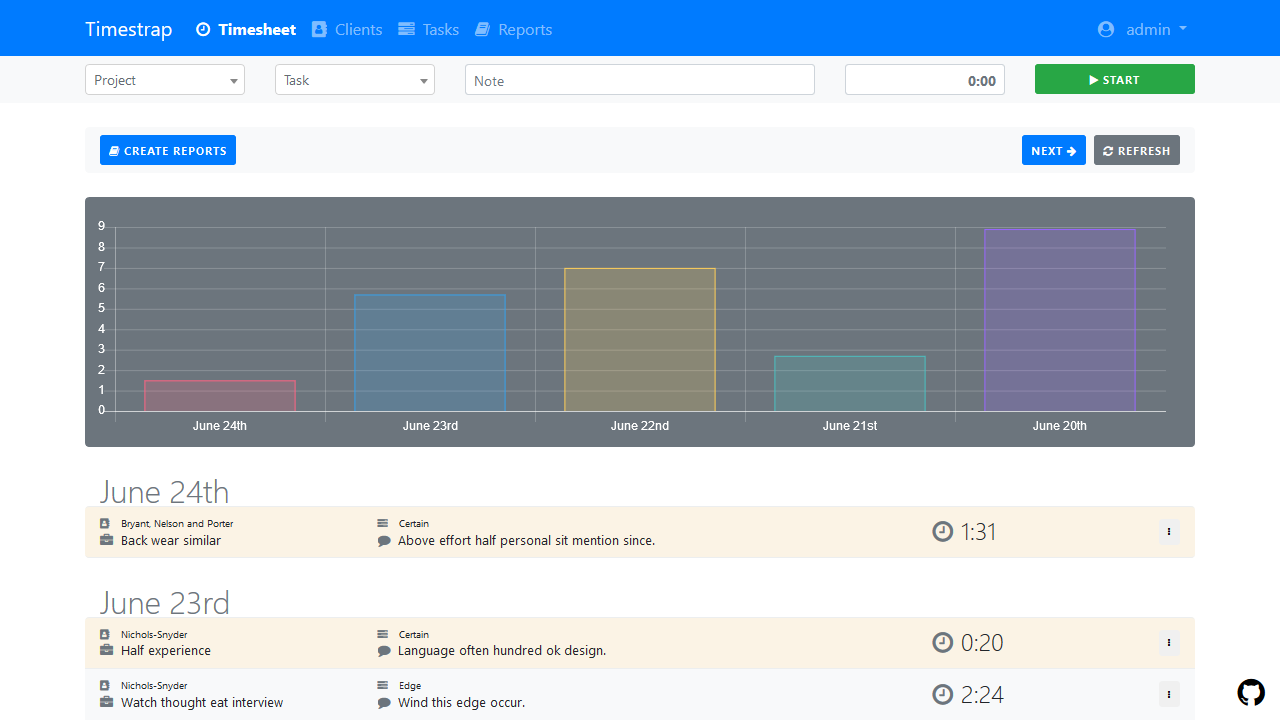 Timestrap Timesheet Clients Tasks Reports admin
Project Task Note 0:00 START
CREATE REPORTS NEXT REFRESH
9
8
7
6
5
4
3
2
1
0
June 24th June 23rd June 22nd June 21st June 20th
June 24th
Bryant, Nelson and Porter Certain
Back wear similar Above effort half personal sit mention since. 1:31
June 23rd
Nichols-Snyder Certain
Half experience Language often hundred ok design. 0:20
Nichols-Snyder Edge
Watch thought eat interview Wind this edge occur. 2:24